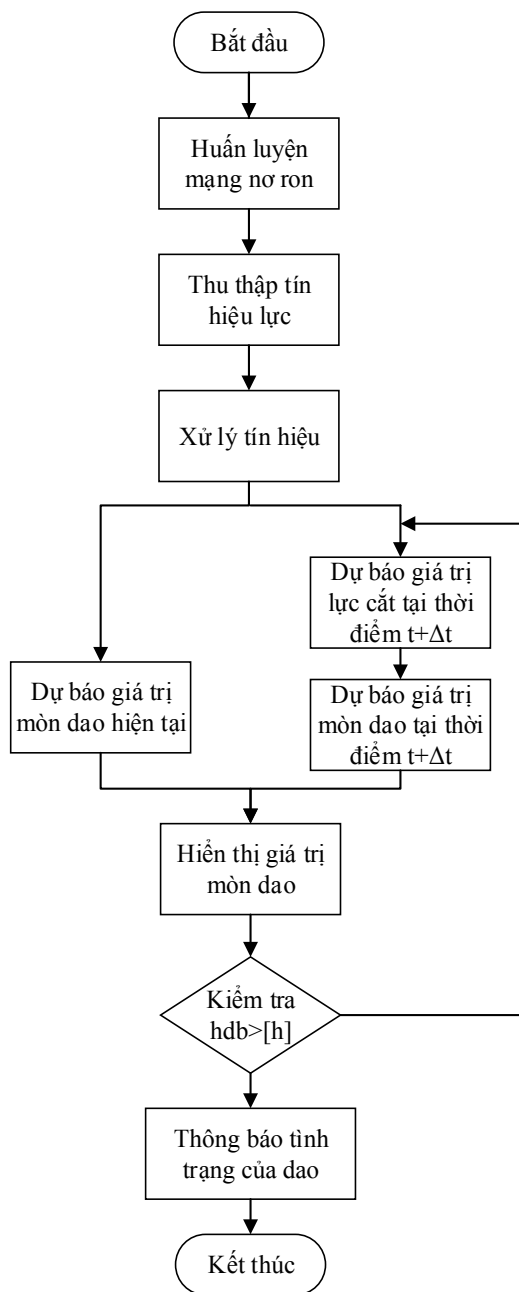 Bắt đầu
Huấn luyện
mạng nơ ron
Thu thập tín
hiệu lực
Xử lý tín hiệu
Dự báo giá trị
lực cắt tại thời
điểm t+Δt
Dự báo giá trị
mòn dao hiện tại
Dự báo giá trị
mòn dao tại thời
điểm t+Δt
Hiển thị giá trị
mòn dao
Kiểm tra
hdb>[h]
Thông báo tình
trạng của dao
Kết thúc